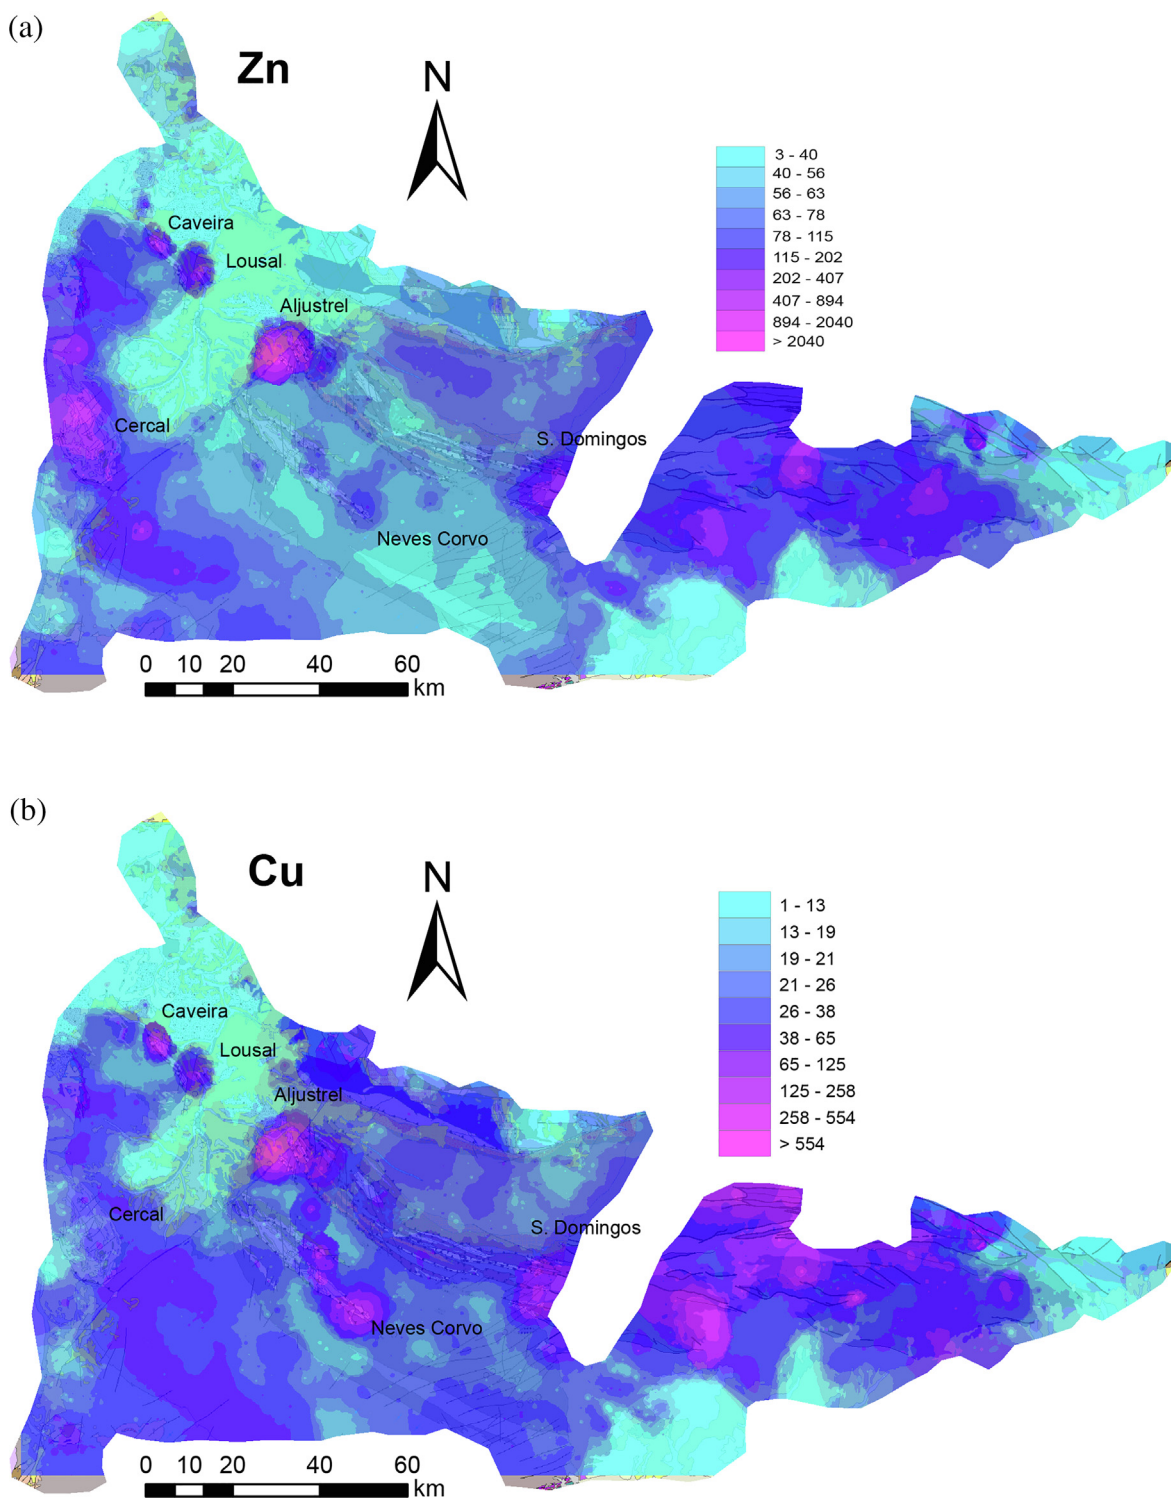 (a)
Zn
N
3 - 40
40 - 56
56 - 63
63 - 78
78 - 115
115 - 202
202 - 407
407 - 894
894 - 2040
> 2040
Caveira
Lousal
Aljustrel
Cercal
S. Domingos
Neves Corvo
0 10 20 40 60
km
(b)
Cu
N
1 - 13
13 - 19
19 - 21
21 - 26
26 - 38
38 - 65
65 - 125
125 - 258
258 - 554
> 554
Caveira
Lousal
Aljustrel
Cercal
S. Domingos
Neves Corvo
0 10 20 40 60
km